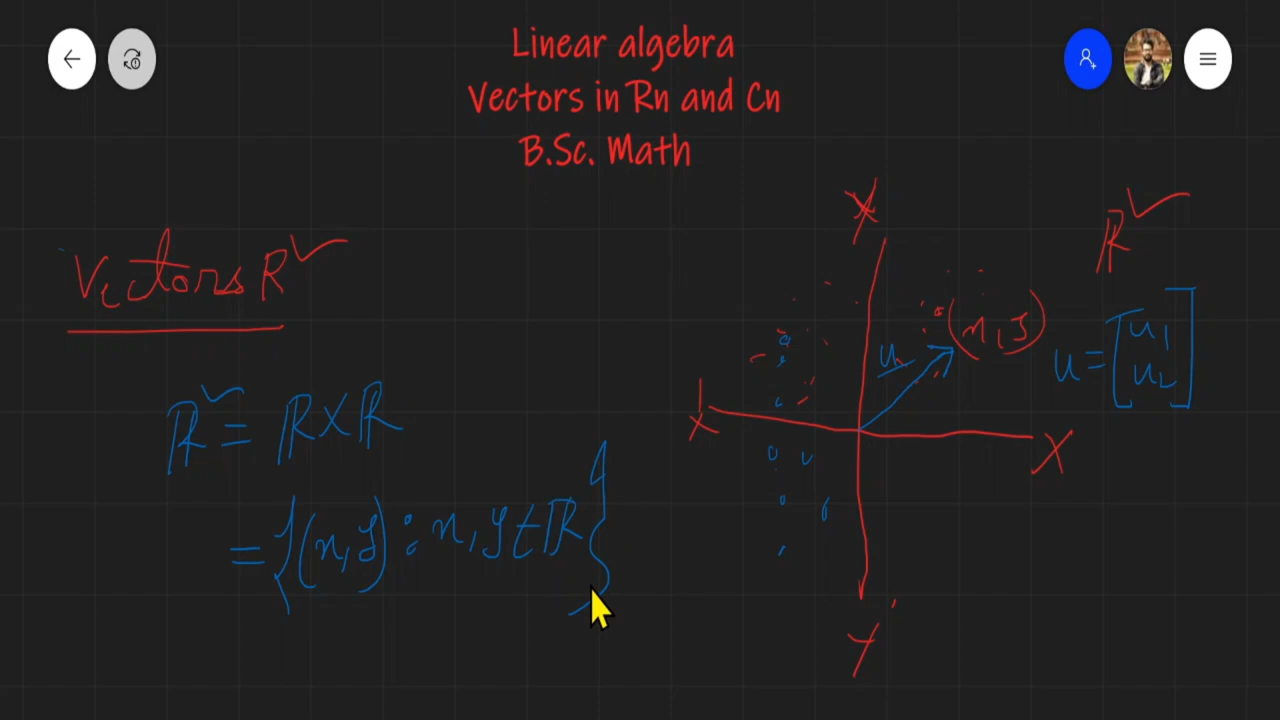 Linear algebra
Vectors in Rn and Cn
B.Sc. Math
Vectors R²
R² = R × R
= {(x, y) : x, y ∈ R}
X'
X
Y'
u
(x, y)
R²
u = [u₁
u₂]